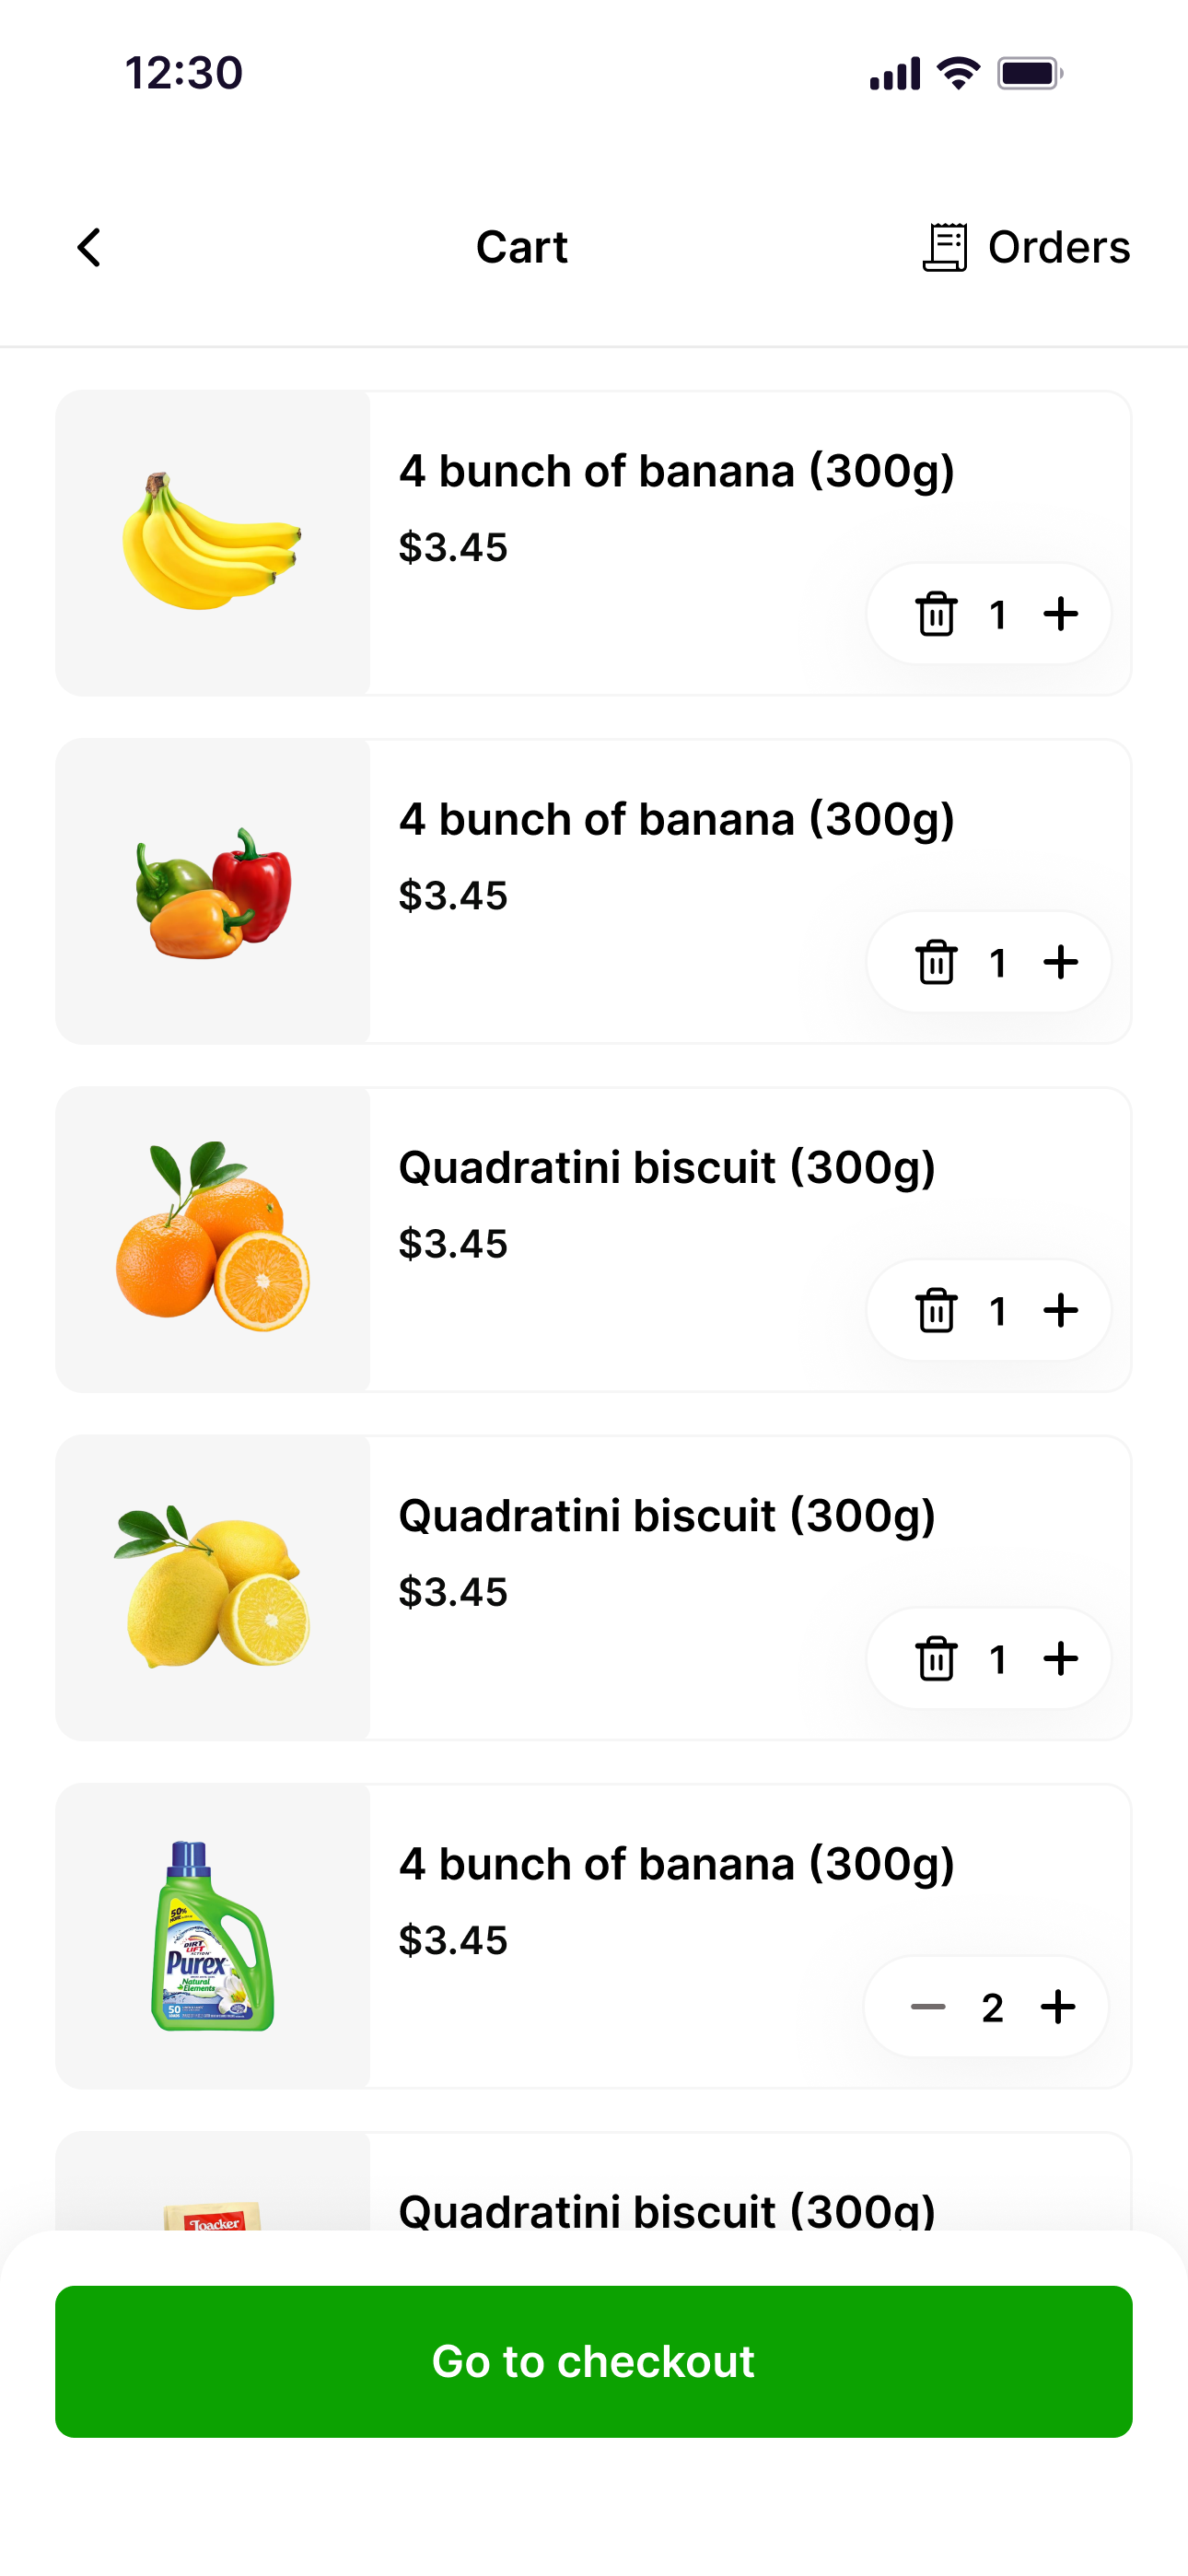 12:30
Cart
Orders
4 bunch of banana (300g)
$3.45
1
4 bunch of banana (300g)
$3.45
1
Quadratini biscuit (300g)
$3.45
1
Quadratini biscuit (300g)
$3.45
1
50%
DIRT
LIFT
ACTION
Purex
Natural
Elements
50
4 bunch of banana (300g)
$3.45
2
Loacker
Quadratini biscuit (300g)
Go to checkout